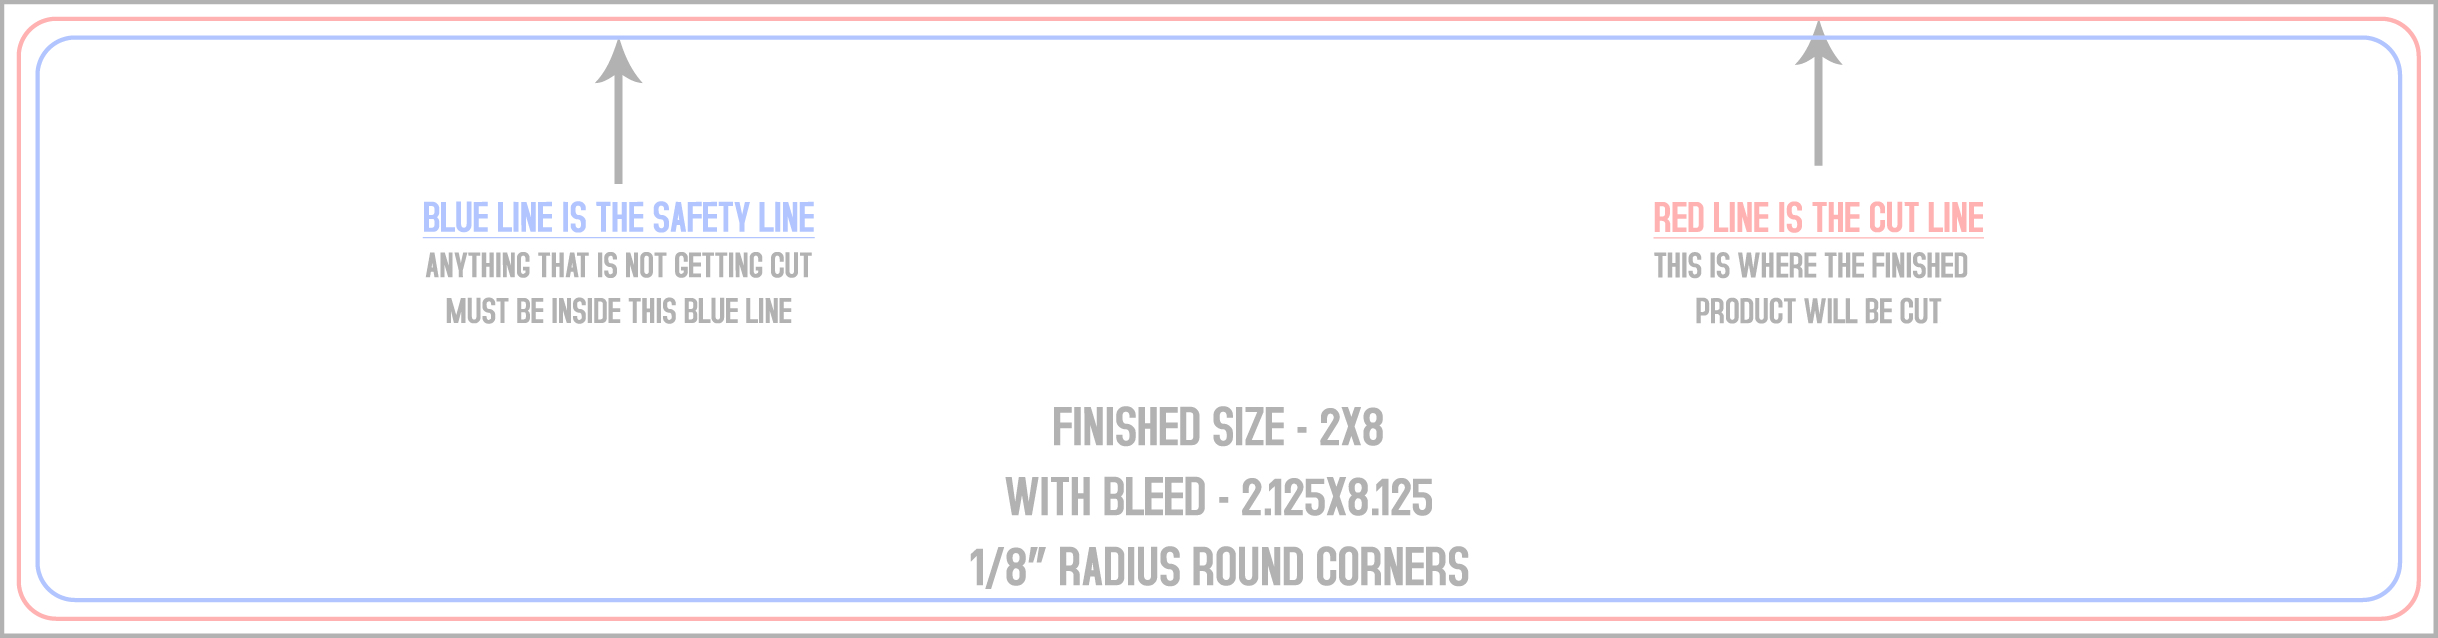 BLUE LINE IS THE SAFETY LINE
ANYTHING THAT IS NOT GETTING CUT
MUST BE INSIDE THIS BLUE LINE
RED LINE IS THE CUT LINE
THIS IS WHERE THE FINISHED
PRODUCT WILL BE CUT
FINISHED SIZE - 2X8
WITH BLEED - 2.125X8.125
1/8” RADIUS ROUND CORNERS